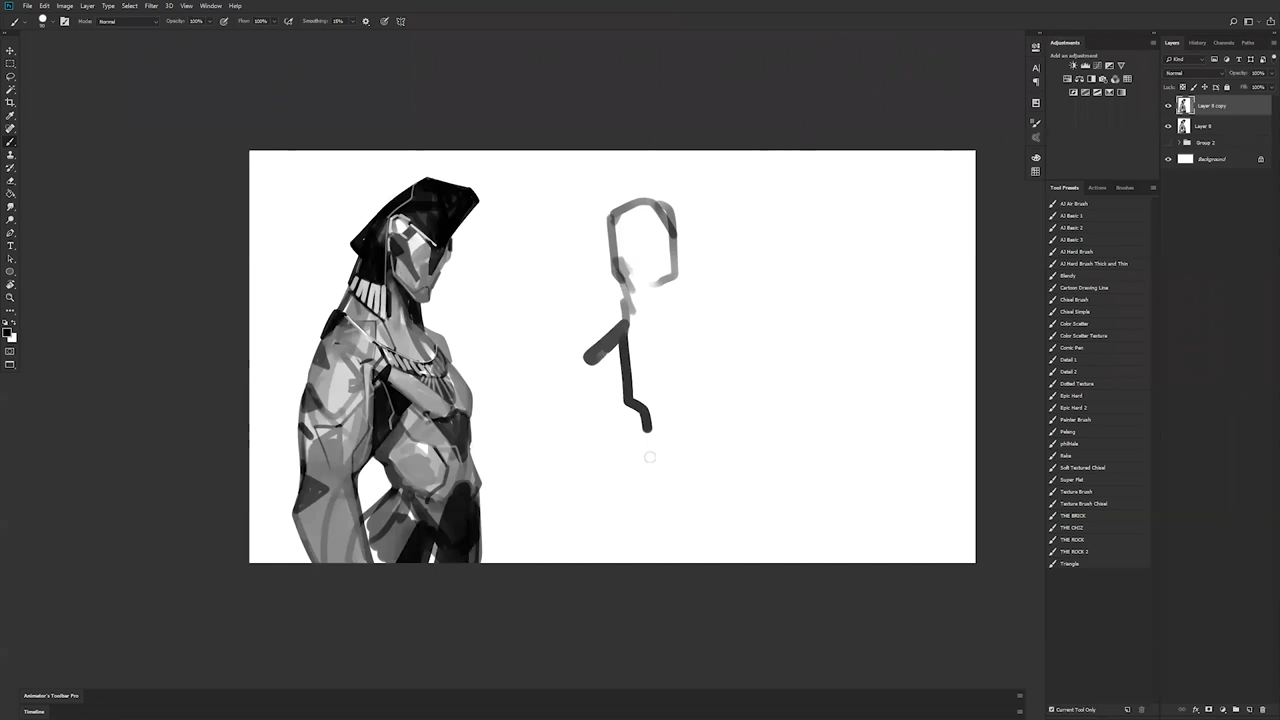 Ps File Edit Image Layer Type Select Filter 3D View Window Help
Mode: Normal Opacity: 100% Flow: 100% Smoothing: 15%
Adjustments
Add an adjustment
Layers History Channels Paths
Kind
Normal Opacity: 100%
Lock: Fill: 100%
Layer 8 copy
Layer 8
Group 2
Background
Tool Presets Actions Brushes
AJ Air Brush
AJ Basic 1
AJ Basic 2
AJ Basic 3
AJ Hard Brush
AJ Hard Brush Thick and Thin
Blendy
Cartoon Drawing Line
Chisel Brush
Chisel Simple
Color Scatter
Color Scatter Texture
Comic Pen
Detail 1
Detail 2
Dotted Texture
Epic Hard
Epic Hard 2
Painter Brush
Peleng
philHale
Rake
Soft Textured Chisel
Super Flat
Texture Brush
Texture Brush Chisel
THE BRICK
THE CHIZ
THE ROCK
THE ROCK 2
Triangle
Animator's Toolbar Pro
Timeline
Current Tool Only